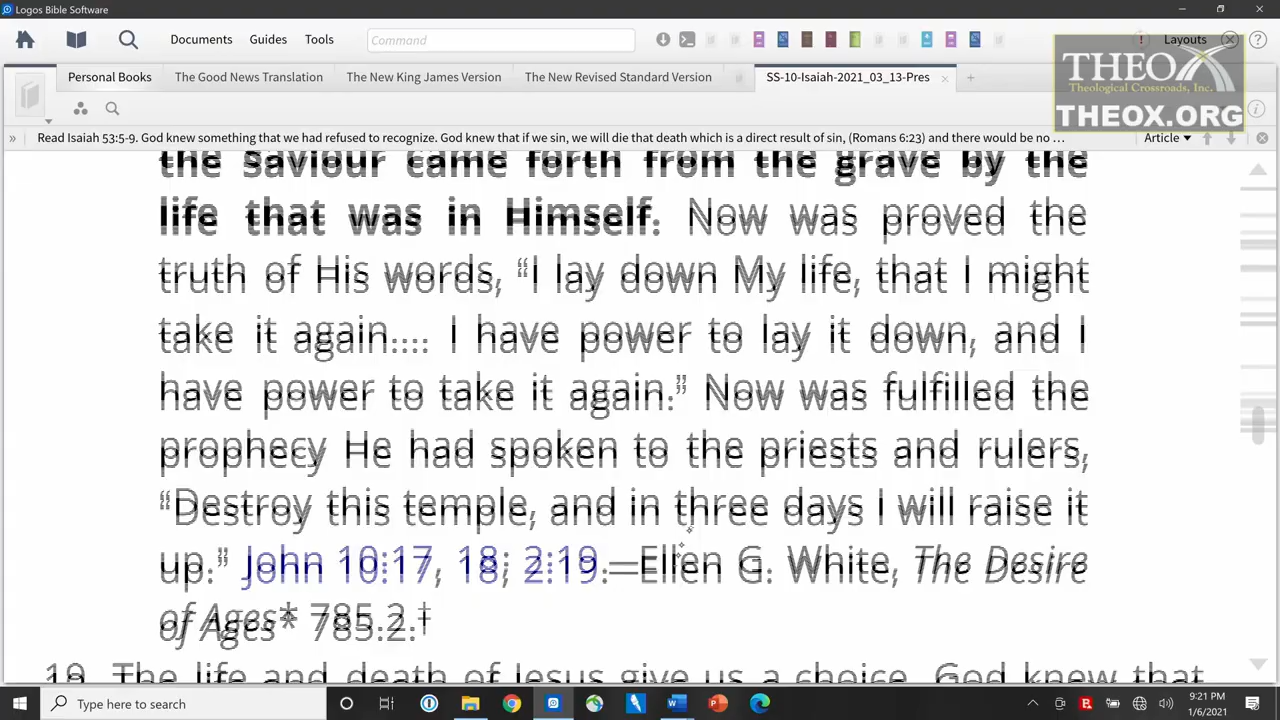 Logos Bible Software
Documents Guides Tools Command Layouts
THEOX
Theological Crossroads, Inc.
THEOX.ORG
Personal Books The Good News Translation The New King James Version The New Revised Standard Version SS-10-Isaiah-2021_03_13-Pres
Read Isaiah 53:5-9. God knew something that we had refused to recognize. God knew that if we sin, we will die that death which is a direct result of sin, (Romans 6:23) and there would be no ... Article
the Saviour came forth from the grave by the
life that was in Himself. Now was proved the
truth of His words, “I lay down My life, that I might
take it again.... I have power to lay it down, and I
have power to take it again.” Now was fulfilled the
prophecy He had spoken to the priests and rulers,
“Destroy this temple, and in three days I will raise it
up.” John 10:17, 18; 2:19.—Ellen G. White, The Desire
of Ages* 785.2.†
19. The life and death of Jesus give us a choice. God knew that
Type here to search
9:21 PM
1/6/2021